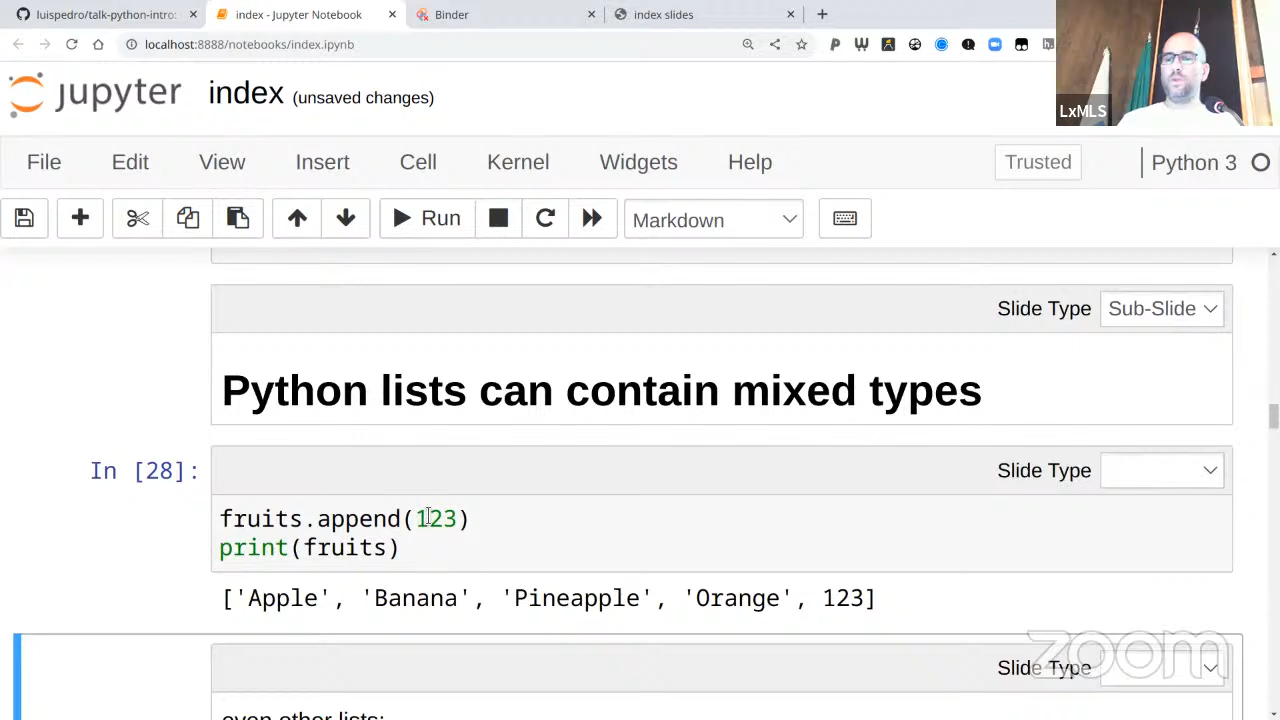 luispedro/talk-python-intro:
index - Jupyter Notebook
Binder
index slides
localhost:8888/notebooks/index.ipynb
LxMLS
jupyter index (unsaved changes)
File Edit View Insert Cell Kernel Widgets Help Trusted Python 3
Run Markdown
Slide Type Sub-Slide
Python lists can contain mixed types
In [28]: Slide Type
fruits.append(123)
print(fruits)
['Apple', 'Banana', 'Pineapple', 'Orange', 123]
zoom
Slide Type
even other lists: